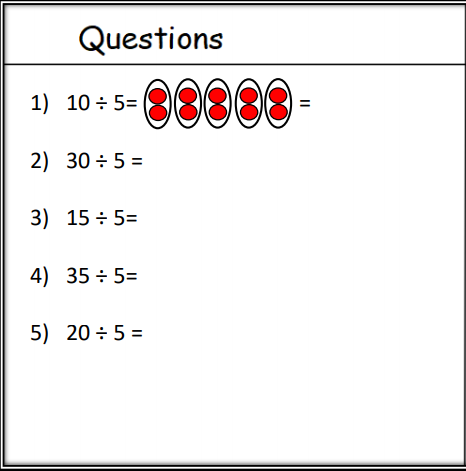 Questions
1) 10 ÷ 5= =
2) 30 ÷ 5 =
3) 15 ÷ 5=
4) 35 ÷ 5=
5) 20 ÷ 5 =